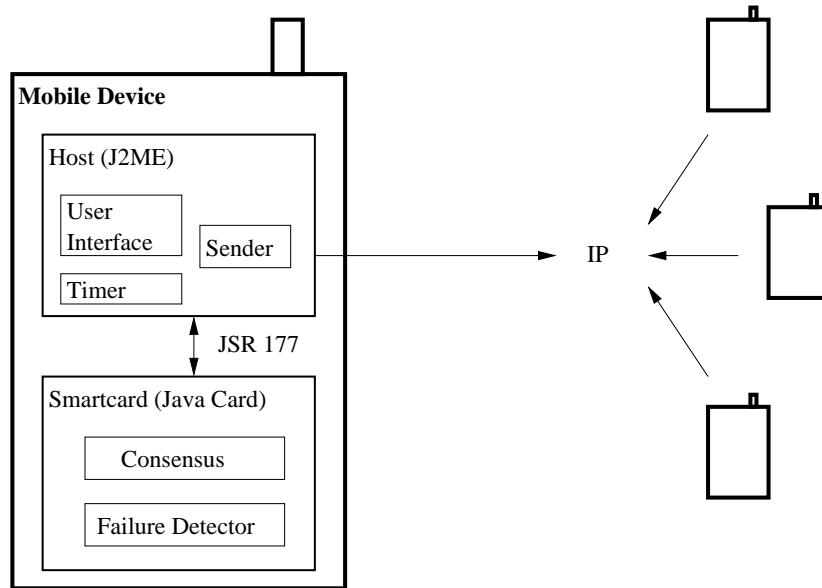 Mobile Device
Host (J2ME)
User
Interface
Sender
Timer
IP
JSR 177
Smartcard (Java Card)
Consensus
Failure Detector